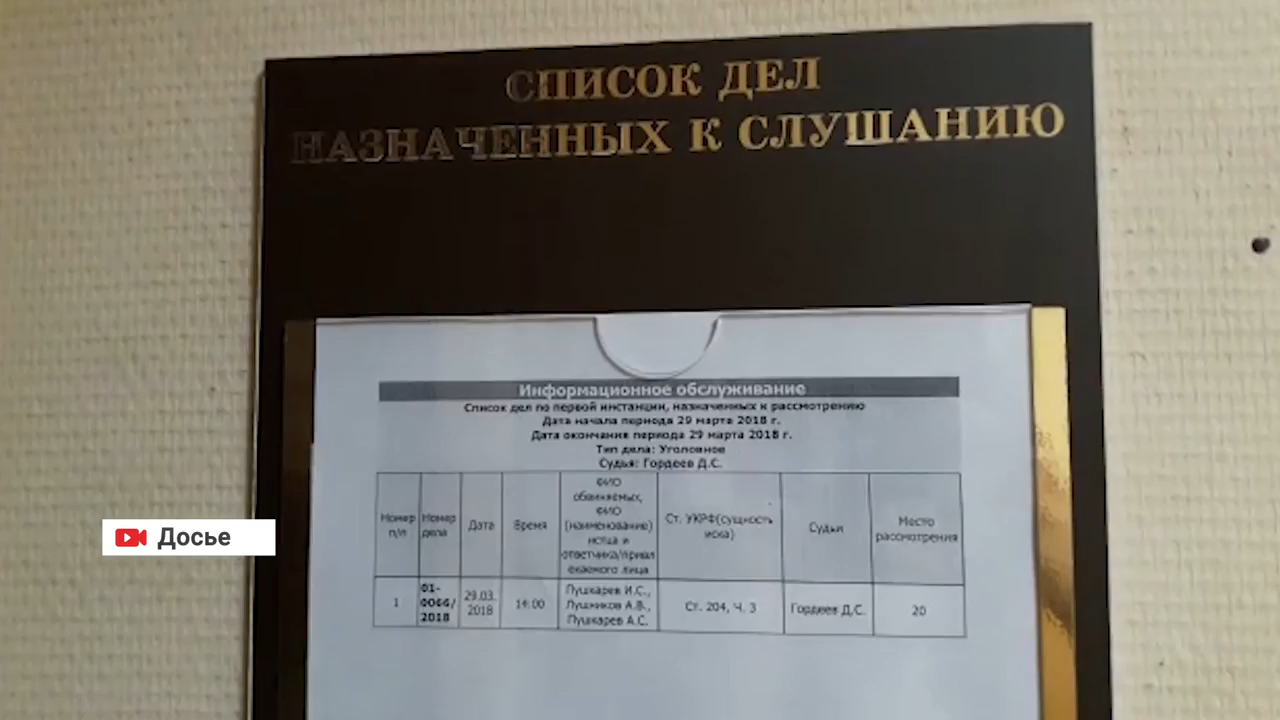 СПИСОК ДЕЛ
НАЗНАЧЕННЫХ К СЛУШАНИЮ
Информационное обслуживание
Список дел по первой инстанции, назначенных к рассмотрению
Дата начала периода 29 марта 2018 г.
Дата окончания периода 29 марта 2018 г.
Тип дела: Уголовное
Судья: Гордеев Д.С.
Номер
п/п
Номер
дела
Дата
Время
ФИО
обвиняемых,
ФИО
(наименование)
истца и
ответчика/привл
екаемого лица
Ст. УКРФ(сущность
иска)
Судьи
Место
рассмотрения
1
01-
0066/
2018
29.03.
2018
14:00
Пушкарев И.С.,
Лушников А.В.,
Пушкарев А.С.
Ст. 204, Ч. 3
Гордеев Д.С.
20
Досье